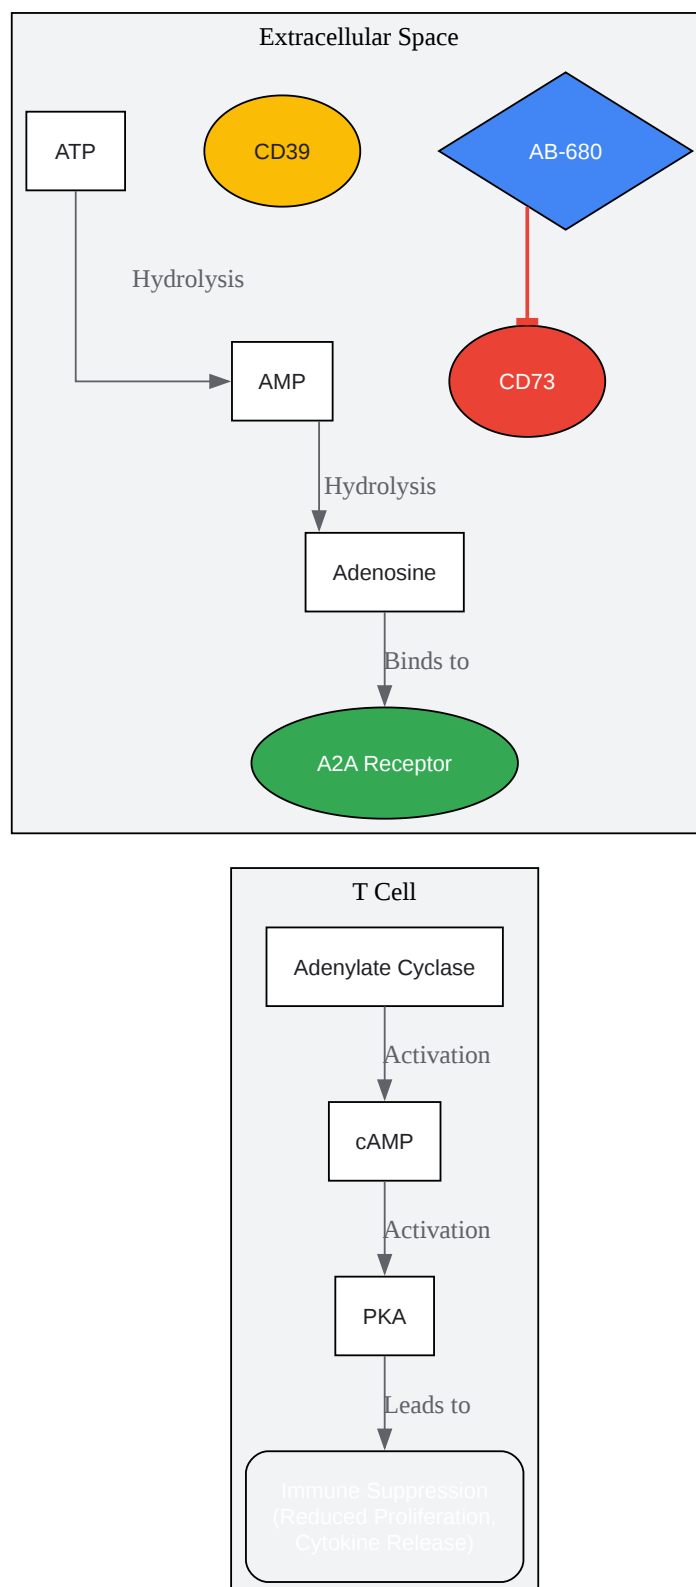 Extracellular Space
ATP
CD39
AB-680
Hydrolysis
AMP
CD73
Hydrolysis
Adenosine
Binds to
A2A Receptor
T Cell
Adenylate Cyclase
Activation
cAMP
Activation
PKA
Leads to
Immune Suppression
(Reduced Proliferation,
Cytokine Release)